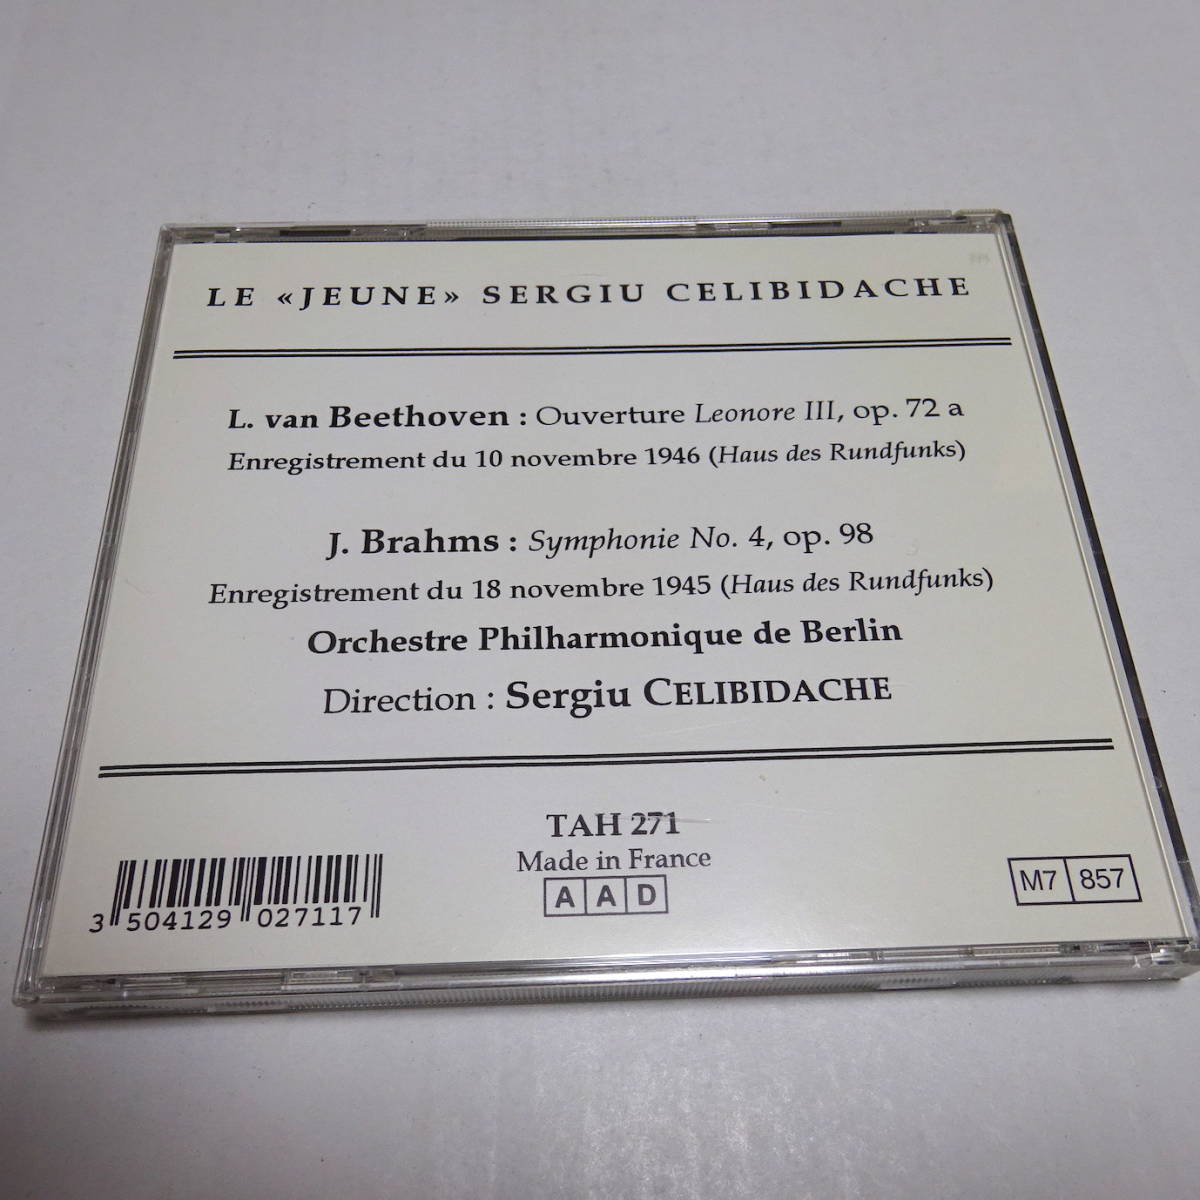 LE «JEUNE» SERGIU CELIBIDACHE
L. van Beethoven : Ouverture Leonore III, op. 72 a
Enregistrement du 10 novembre 1946 (Haus des Rundfunks)
J. Brahms : Symphonie No. 4, op. 98
Enregistrement du 18 novembre 1945 (Haus des Rundfunks)
Orchestre Philharmonique de Berlin
Direction : Sergiu CELIBIDACHE
TAH 271
Made in France
A A D
3 504129 027117
M7 857